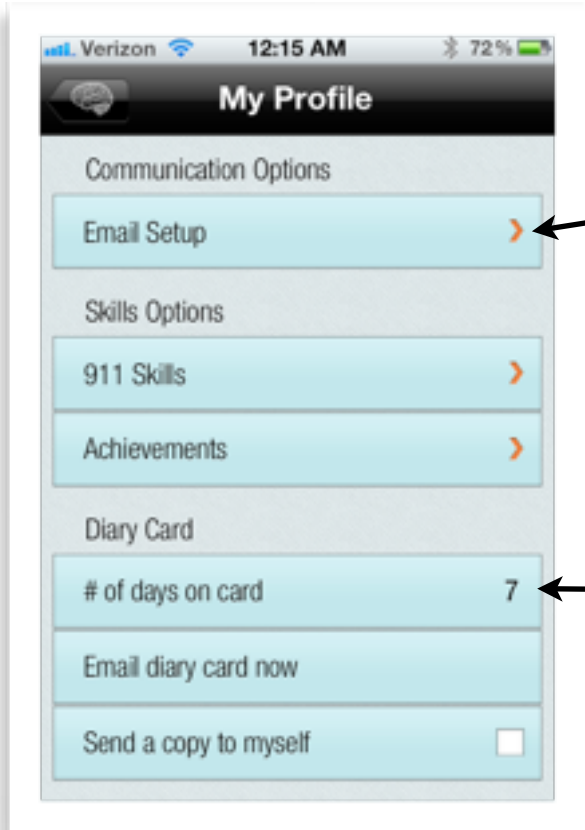 Verizon 12:15 AM 72%
My Profile
Communication Options
Email Setup
Skills Options
911 Skills
Achievements
Diary Card
# of days on card 7
Email diary card now
Send a copy to myself